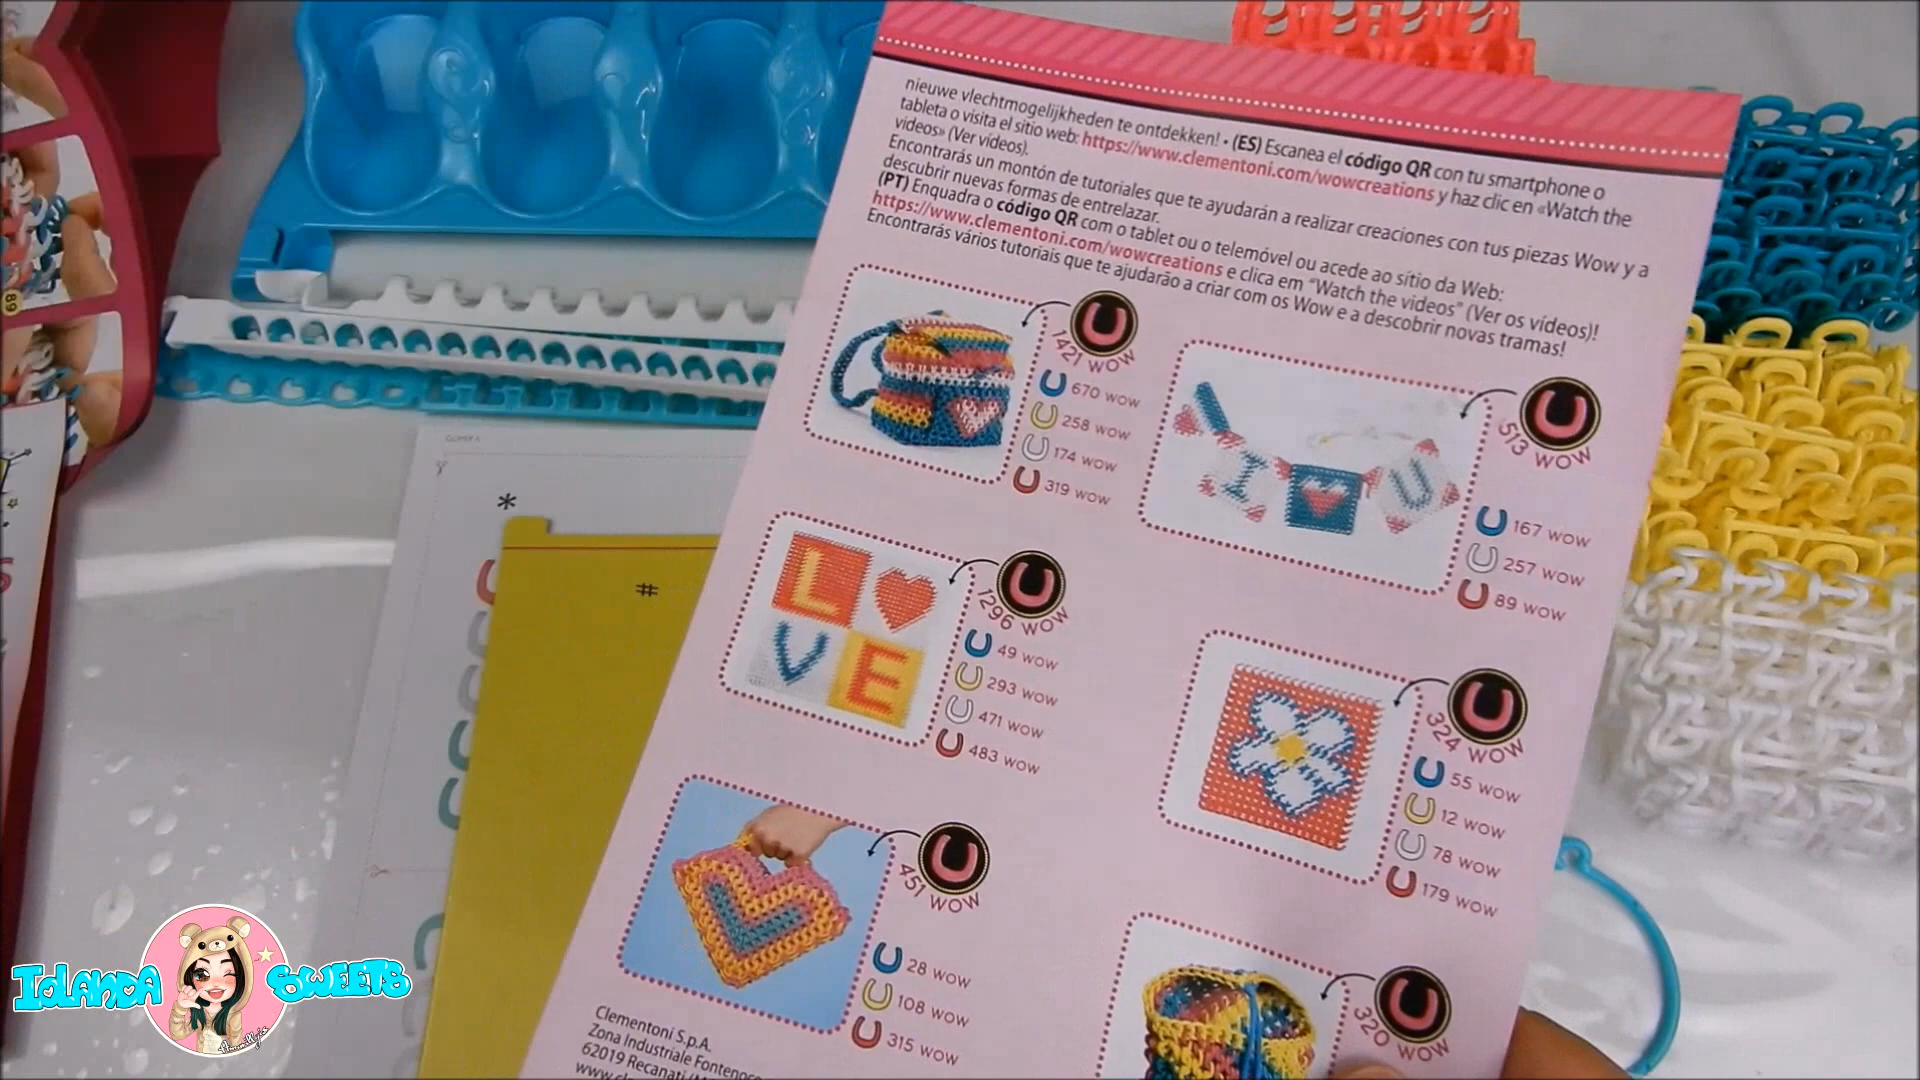 nieuwe vlechtmogelijkheden te ontdekken! • (ES) Escanea el código QR con tu smartphone o
tableta o visita el sitio web: https://www.clementoni.com/wowcreations y haz clic en «Watch the
videos» (Ver vídeos).
Encontrarás un montón de tutoriales que te ayudarán a realizar creaciones con tus piezas Wow y a
descubrir nuevas formas de entrelazar.
(PT) Enquadra o código QR com o tablet ou o telemóvel ou acede ao sítio da Web:
https://www.clementoni.com/wowcreations e clica em "Watch the videos" (Ver os vídeos)!
Encontrarás vários tutoriais que te ajudarão a criar com os Wow e a descobrir novas tramas!
1421 WOW
670 WOW
258 WOW
174 WOW
319 WOW
I U
513 WOW
167 WOW
257 WOW
89 WOW
L
V E
1296 WOW
49 WOW
293 WOW
471 WOW
483 WOW
324 WOW
55 WOW
12 WOW
78 WOW
179 WOW
451 WOW
28 WOW
108 WOW
315 WOW
320 WOW
Clementoni S.p.A.
Zona Industriale
62019 Recanati
89
*
#
IOLANDA SWEETS